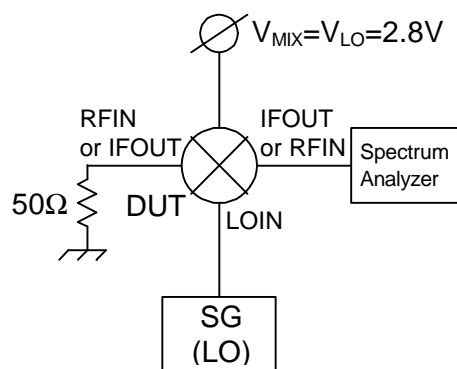 V_MIX=V_LO=2.8V
RFIN
or IFOUT
IFOUT
or RFIN
Spectrum
Analyzer
50Ω
DUT
LOIN
SG
(LO)